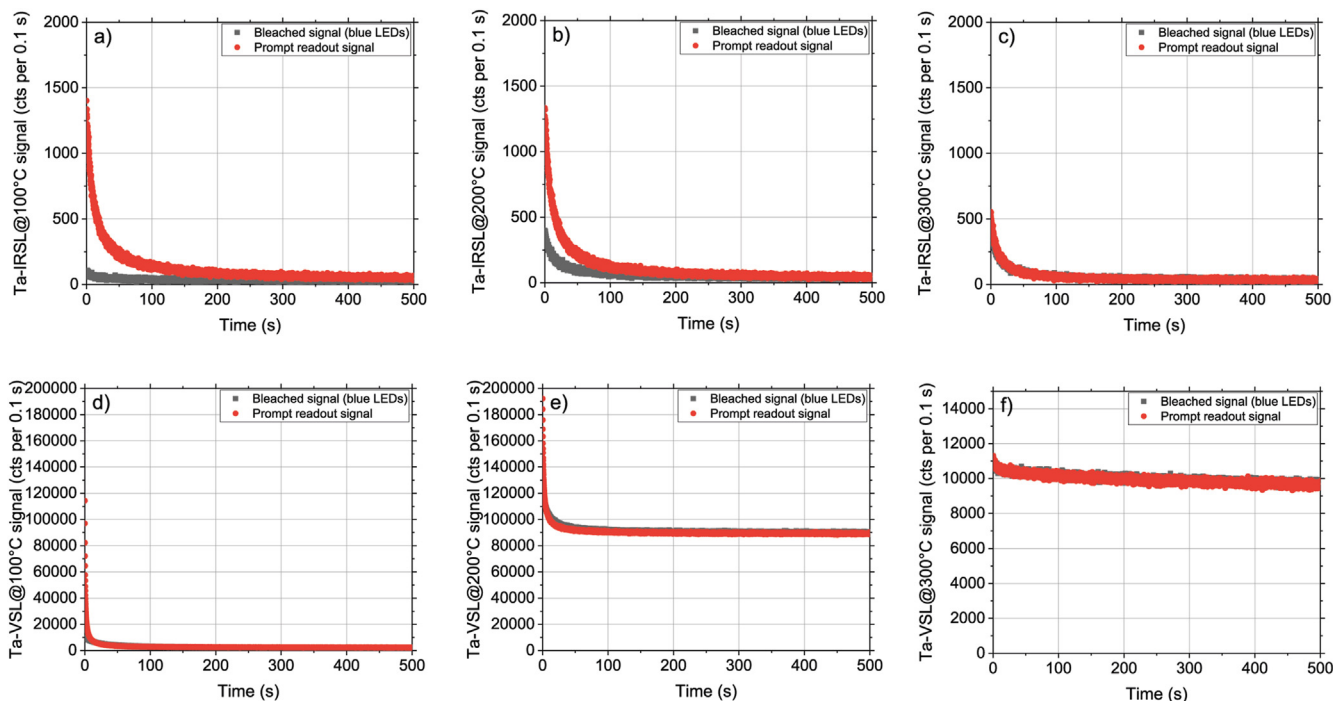 a)
Bleached signal (blue LEDs)
Prompt readout signal
Ta-IRSL@100°C signal (cts per 0.1 s)
2000
1500
1000
500
0
0 100 200 300 400 500
Time (s)
b)
Bleached signal (blue LEDs)
Prompt readout signal
Ta-IRSL@200°C signal (cts per 0.1 s)
2000
1500
1000
500
0
0 100 200 300 400 500
Time (s)
c)
Bleached signal (blue LEDs)
Prompt readout signal
Ta-IRSL@300°C signal (cts per 0.1 s)
2000
1500
1000
500
0
0 100 200 300 400 500
Time (s)
d)
Bleached signal (blue LEDs)
Prompt readout signal
Ta-VSL@100°C signal (cts per 0.1 s)
200000
180000
160000
140000
120000
100000
80000
60000
40000
20000
0
0 100 200 300 400 500
Time (s)
e)
Bleached signal (blue LEDs)
Prompt readout signal
Ta-VSL@200°C signal (cts per 0.1 s)
200000
180000
160000
140000
120000
100000
80000
60000
40000
20000
0
0 100 200 300 400 500
Time (s)
f)
Bleached signal (blue LEDs)
Prompt readout signal
Ta-VSL@300°C signal (cts per 0.1 s)
14000
12000
10000
8000
6000
4000
2000
0
0 100 200 300 400 500
Time (s)